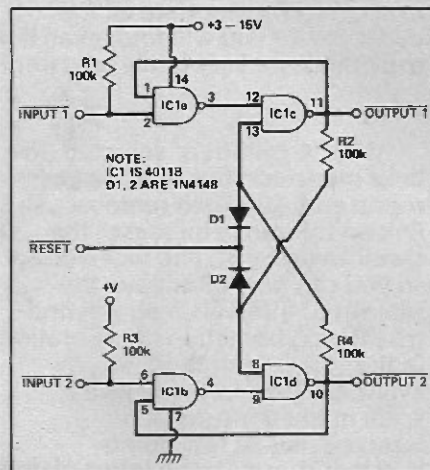 +3 – 15V
R1
100k
14
1
IC1a
3
2
INPUT 1
12
IC1c
11
13
OUTPUT 1
R2
100k
NOTE:
IC1 IS 4011B
D1, 2 ARE 1N4148
D1
RESET
D2
+V
R3
100k
R4
100k
INPUT 2
6
IC1b
4
5
7
8
IC1d
10
9
OUTPUT 2